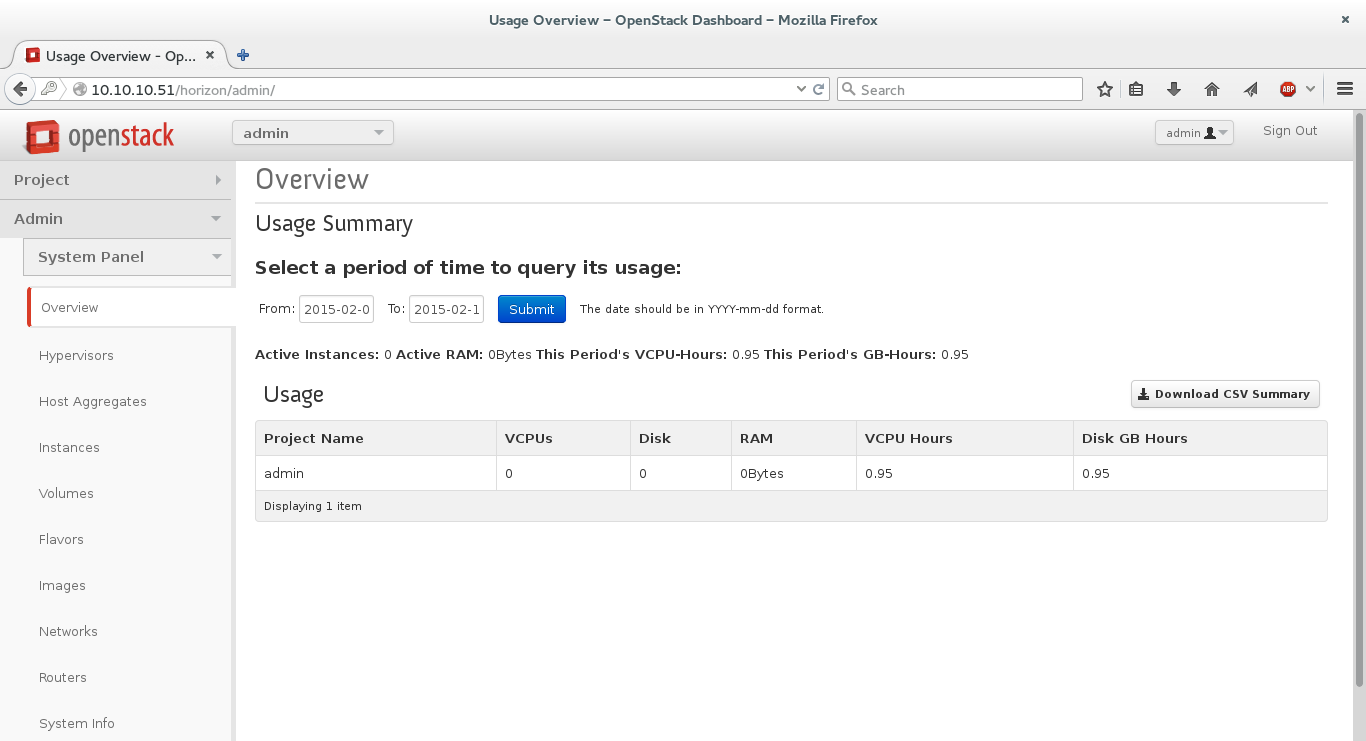 Usage Overview – OpenStack Dashboard – Mozilla Firefox
Usage Overview - Op...
10.10.10.51/horizon/admin/
Search
ABP
openstack
admin
admin
Sign Out
Project
Admin
System Panel
Overview
Hypervisors
Host Aggregates
Instances
Volumes
Flavors
Images
Networks
Routers
System Info
Overview
Usage Summary
Select a period of time to query its usage:
From: 2015-02-0 To: 2015-02-1 Submit The date should be in YYYY-mm-dd format.
Active Instances: 0 Active RAM: 0Bytes This Period's VCPU-Hours: 0.95 This Period's GB-Hours: 0.95
Usage
Download CSV Summary
Project Name VCPUs Disk RAM VCPU Hours Disk GB Hours
admin 0 0 0Bytes 0.95 0.95
Displaying 1 item